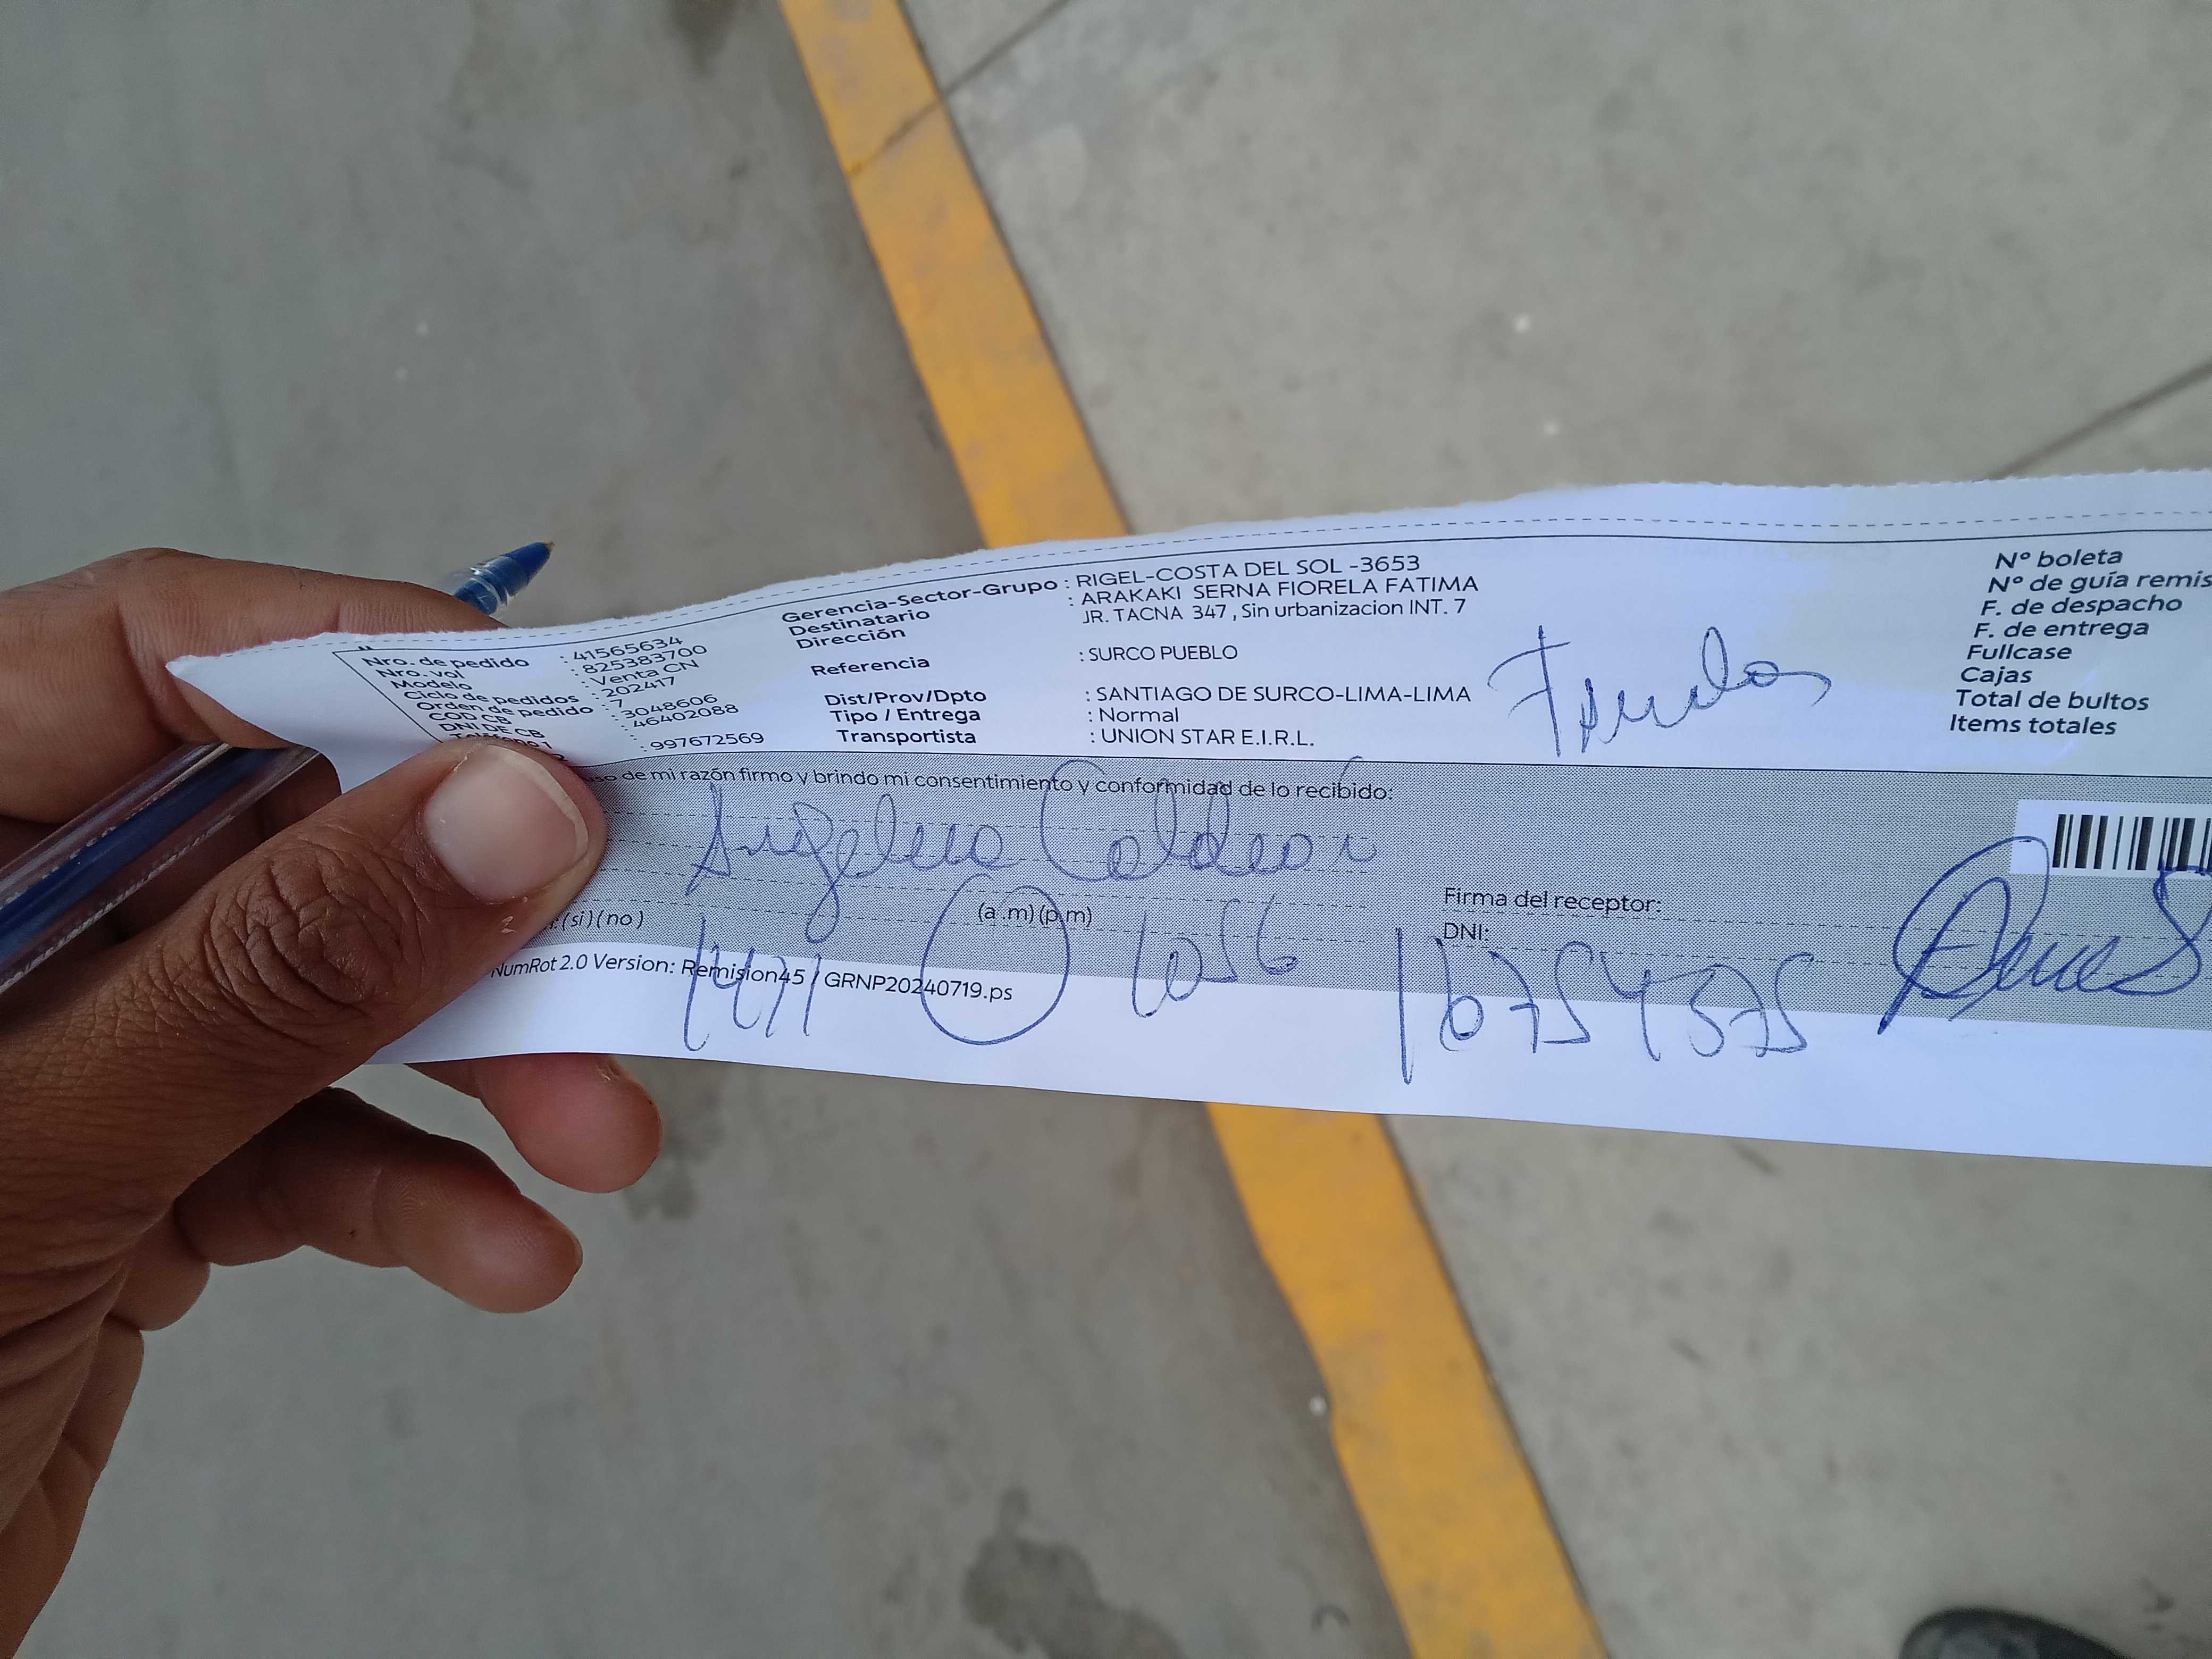 Nro. de pedido : 41565634
Nro. vol : 825383700
Modelo : Venta CN
Ciclo de pedidos : 202417
Orden de pedido : 7
COD CB : 3048606
DNI DE CB : 46402088
: 997672569
Gerencia-Sector-Grupo : RIGEL-COSTA DEL SOL -3653
Destinatario : ARAKAKI SERNA FIORELA FATIMA
Dirección JR. TACNA 347 , Sin urbanizacion INT. 7
Referencia : SURCO PUEBLO
Dist/Prov/Dpto : SANTIAGO DE SURCO-LIMA-LIMA
Tipo / Entrega : Normal
Transportista : UNION STAR E.I.R.L.
Nº boleta
Nº de guía remis
F. de despacho
F. de entrega
Fullcase
Cajas
Total de bultos
Items totales
uso de mi razón firmo y brindo mi consentimiento y conformidad de lo recibido:
(si) (no) (a .m) (p.m)
Firma del receptor:
DNI:
NumRot 2.0 Version: Remision45 / GRNP20240719.ps